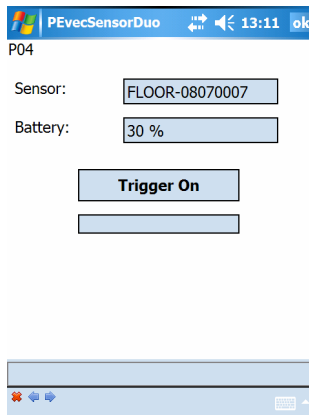 PEvecSensorDuo 13:11 ok
P04
Sensor: FLOOR-08070007
Battery: 30 %
Trigger On